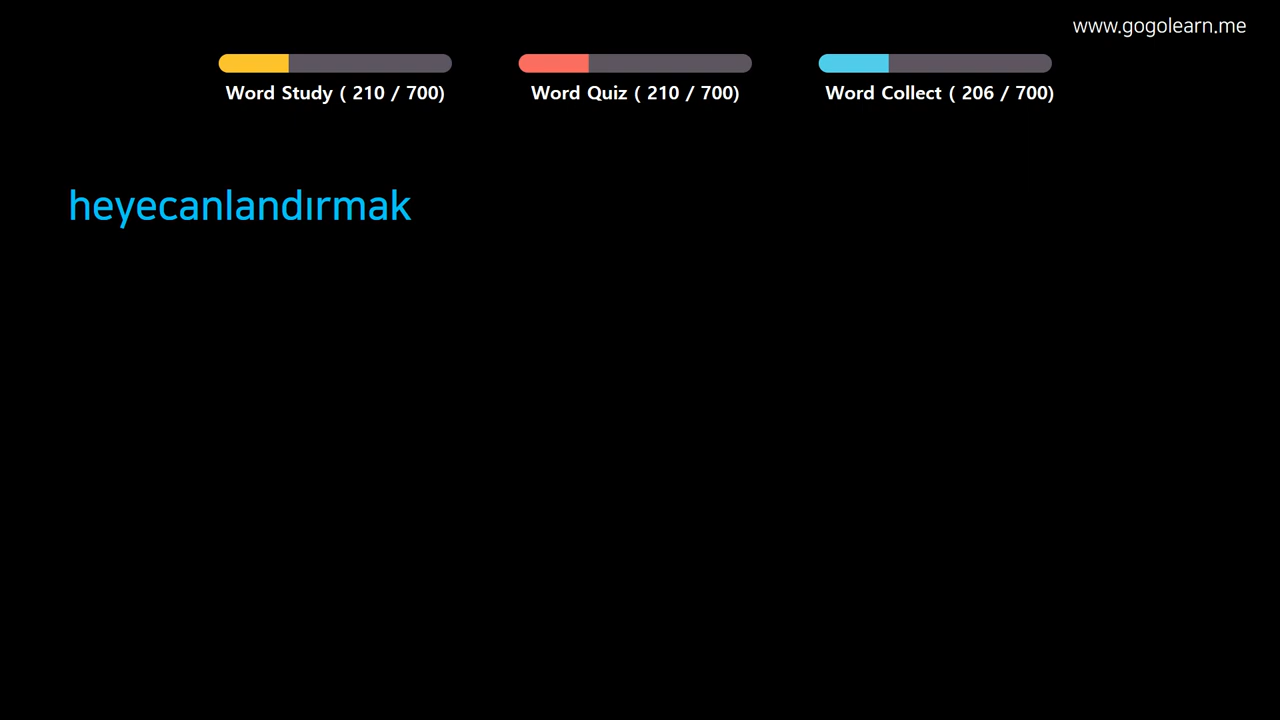 www.gogolearn.me
Word Study ( 210 / 700)
Word Quiz ( 210 / 700)
Word Collect ( 206 / 700)
heyecanlandırmak